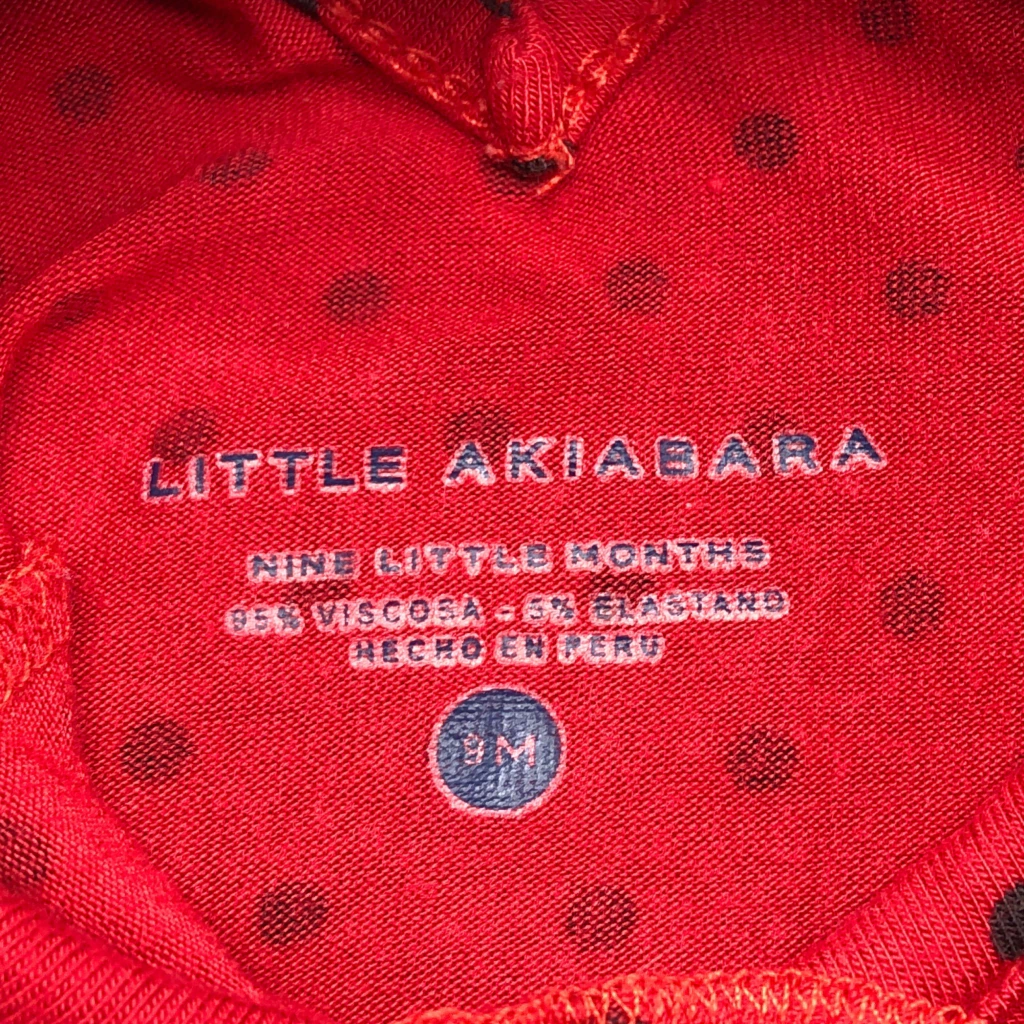 LITTLE AKIABARA
NINE LITTLE MONTHS
95% VISCOSA - 5% ELASTANO
HECHO EN PERU
9M